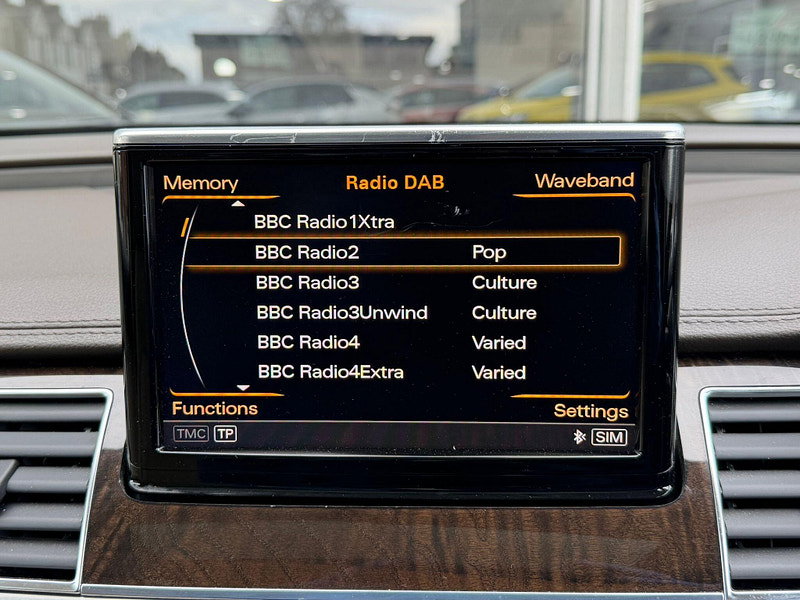 Memory Radio DAB Waveband
BBC Radio1Xtra
BBC Radio2 Pop
BBC Radio3 Culture
BBC Radio3Unwind Culture
BBC Radio4 Varied
BBC Radio4Extra Varied
Functions Settings
TMC TP SIM